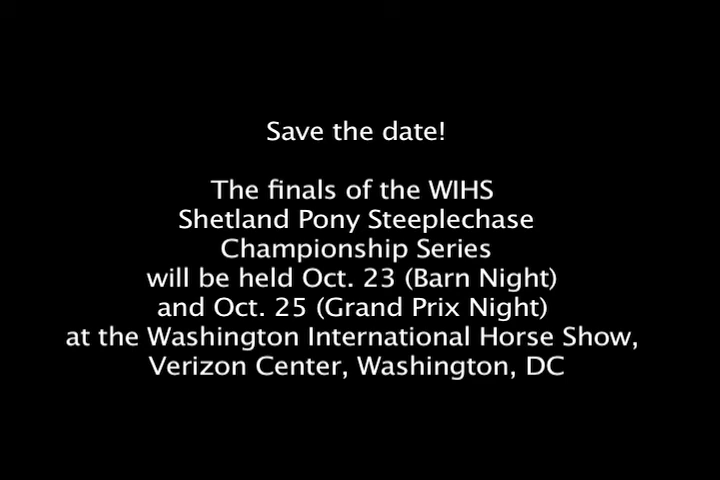 Save the date!
The finals of the WIHS
Shetland Pony Steeplechase
Championship Series
will be held Oct. 23 (Barn Night)
and Oct. 25 (Grand Prix Night)
at the Washington International Horse Show,
Verizon Center, Washington, DC